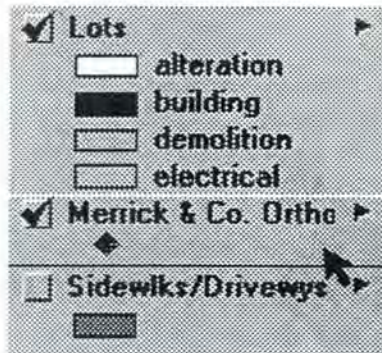 Lots
alteration
building
demolition
electrical
Merrick & Co. Ortho
Sidewlks/Drivewys